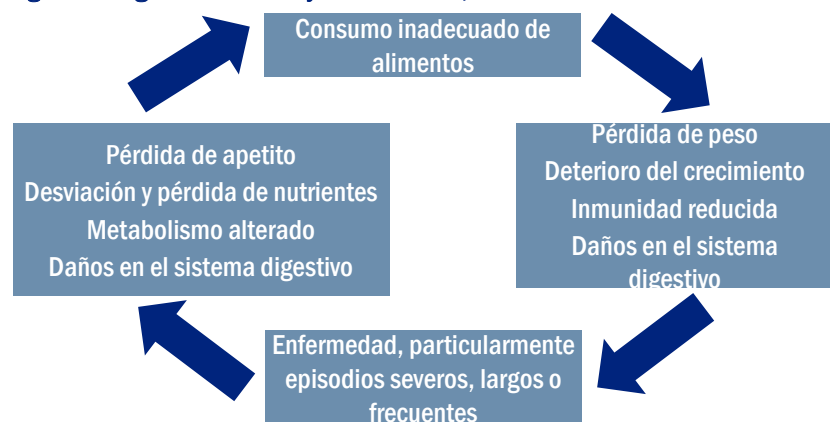 Consumo inadecuado de
alimentos
Pérdida de peso
Deterioro del crecimiento
Inmunidad reducida
Daños en el sistema
digestivo
Enfermedad, particularmente
episodios severos, largos o
frecuentes
Pérdida de apetito
Desviación y pérdida de nutrientes
Metabolismo alterado
Daños en el sistema digestivo